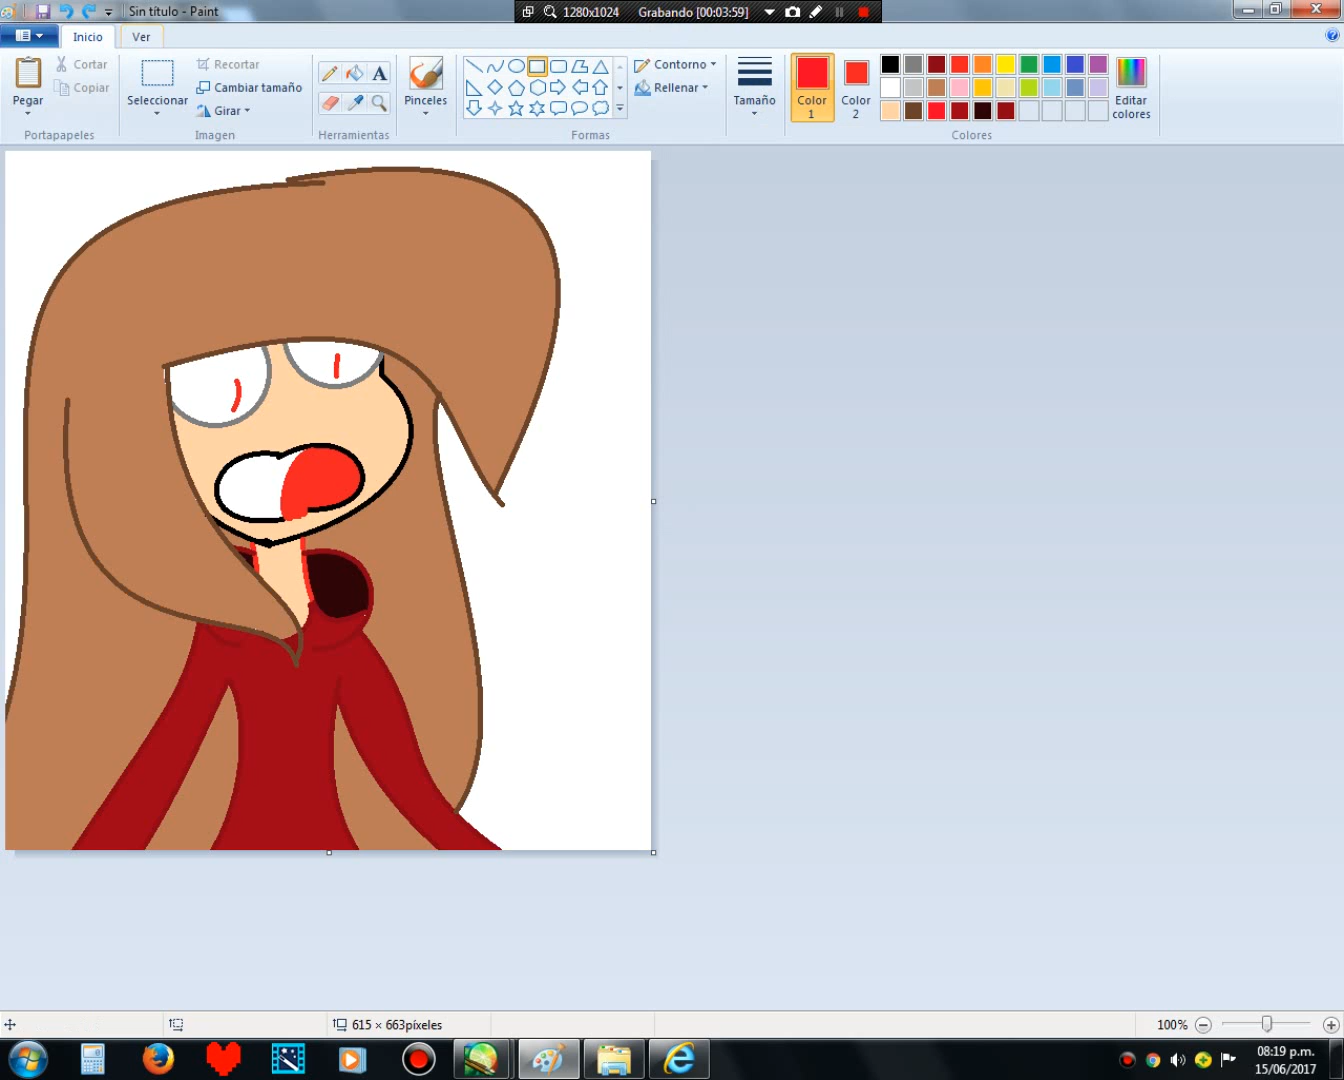 Sin título - Paint
1280x1024 Grabando [00:03:59]
Inicio Ver
Pegar
Cortar
Copiar
Portapapeles
Seleccionar
Recortar
Cambiar tamaño
Girar
Imagen
A
Herramientas
Pinceles
Contorno
Rellenar
Formas
Tamaño
Color
1
Color
2
Editar
colores
Colores
615 × 663píxeles
100%
08:19 p.m.
15/06/2017